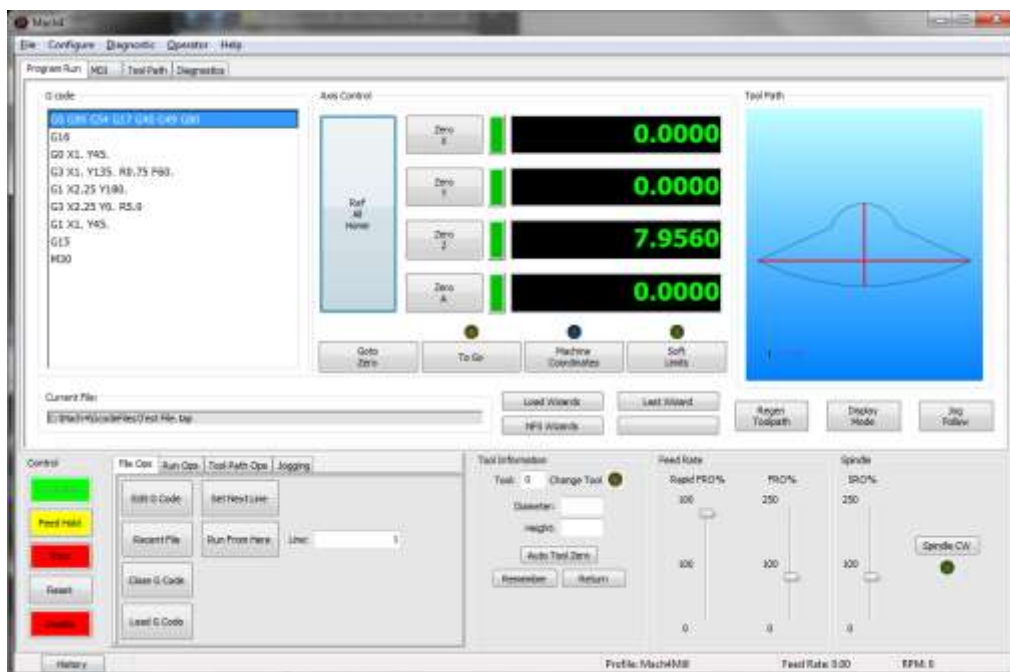 Mach4
File Configure Diagnostic Operator Help
Program Run MDI Tool Path Diagnostics
G code
G16
G0 X1. Y45.
G3 X1. Y135. R0.75 F60.
G1 X2.25 Y180.
G3 X2.25 Y0. R5.0
G1 X1. Y45.
G15
M30
Axis Control
Ref All Home
Zero X
0.0000
Zero Y
0.0000
Zero Z
7.9560
Zero A
0.0000
Goto Zero
To Go
Machine Coordinates
Soft Limits
Tool Path
Current File:
Load Wizards
Last Wizard
NFS Wizards
Regen Toolpath
Display Mode
Jog Follow
Control
Feed Hold
Stop
Reset
File Ops Run Ops Tool Path Ops Jogging
Edit G Code
Set Next Line
Recent File
Run From Here
Line:
Close G Code
Load G Code
Tool Information
Tool: 0 Change Tool
Diameter:
Height:
Auto Tool Zero
Remember
Return
Feed Rate
Rapid FRO% FRO%
100 250
100 100
0 0
Spindle
SRO%
250
100
0
Spindle CW
History
Profile: Mach4Mill
Feed Rate: 0.00
RPM: 0